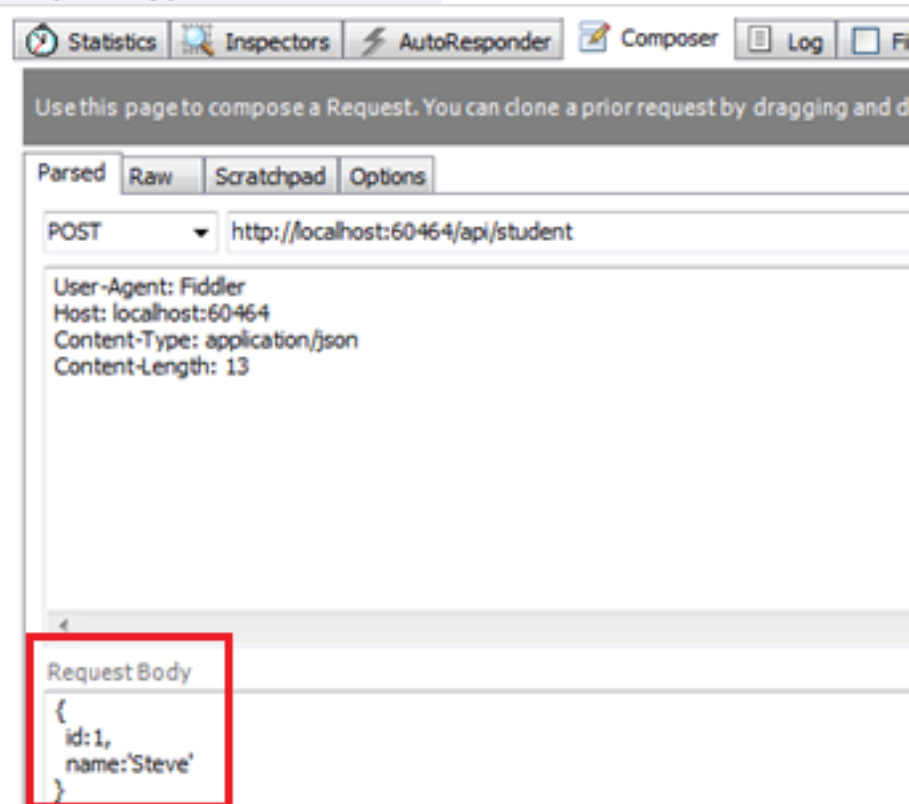 Statistics Inspectors AutoResponder Composer Log Fi
Use this page to compose a Request. You can clone a prior request by dragging and d
Parsed Raw Scratchpad Options
POST http://localhost:60464/api/student
User-Agent: Fiddler
Host: localhost:60464
Content-Type: application/json
Content-Length: 13
Request Body
{
id:1,
name:'Steve'
}